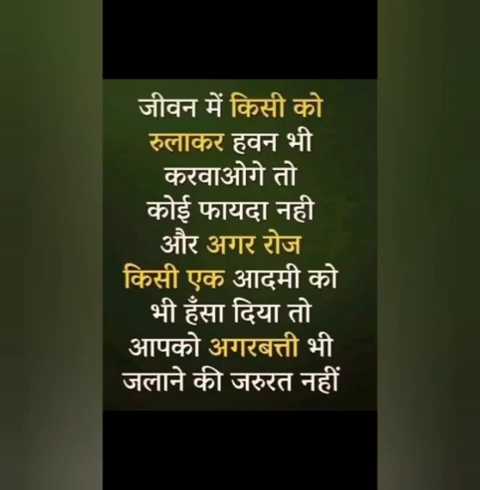 जीवन में किसी को
रुलाकर हवन भी
करवाओगे तो
कोई फायदा नही
और अगर रोज
किसी एक आदमी को
भी हँसा दिया तो
आपको अगरबत्ती भी
जलाने की जरुरत नहीं